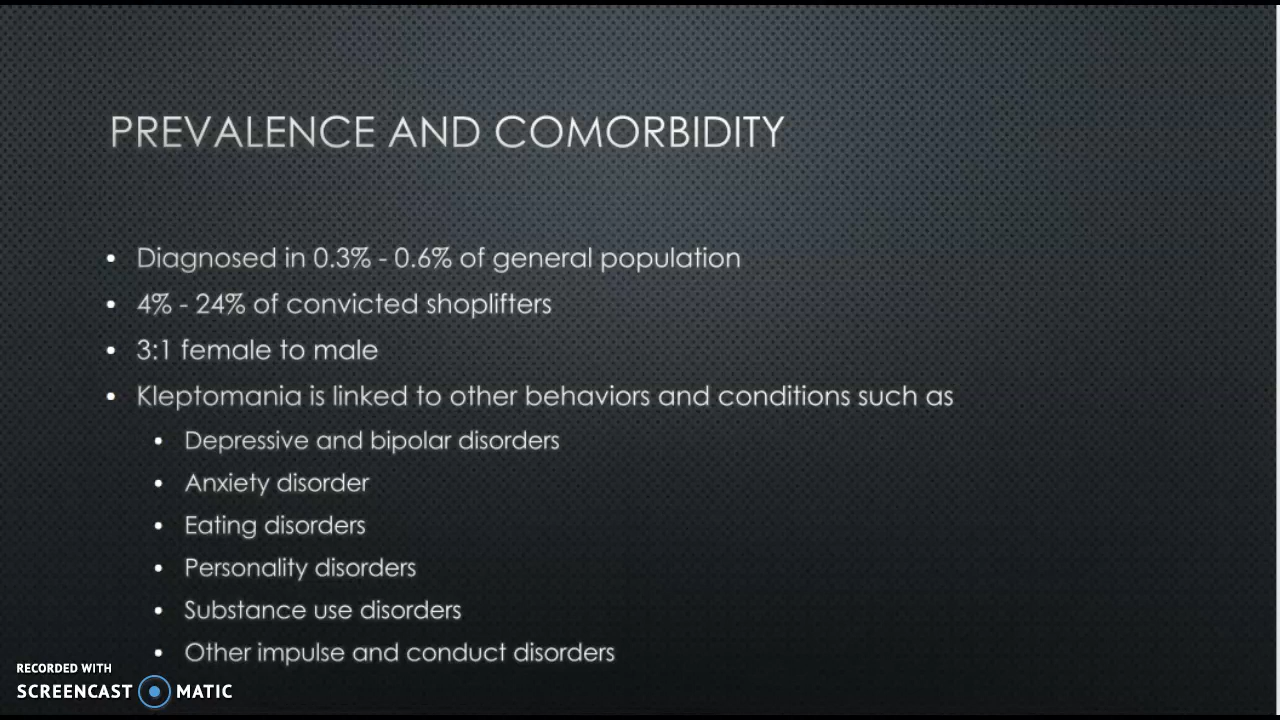 PREVALENCE AND COMORBIDITY
• Diagnosed in 0.3% - 0.6% of general population
• 4% - 24% of convicted shoplifters
• 3:1 female to male
• Kleptomania is linked to other behaviors and conditions such as
• Depressive and bipolar disorders
• Anxiety disorder
• Eating disorders
• Personality disorders
• Substance use disorders
• Other impulse and conduct disorders
RECORDED WITH
SCREENCAST MATIC